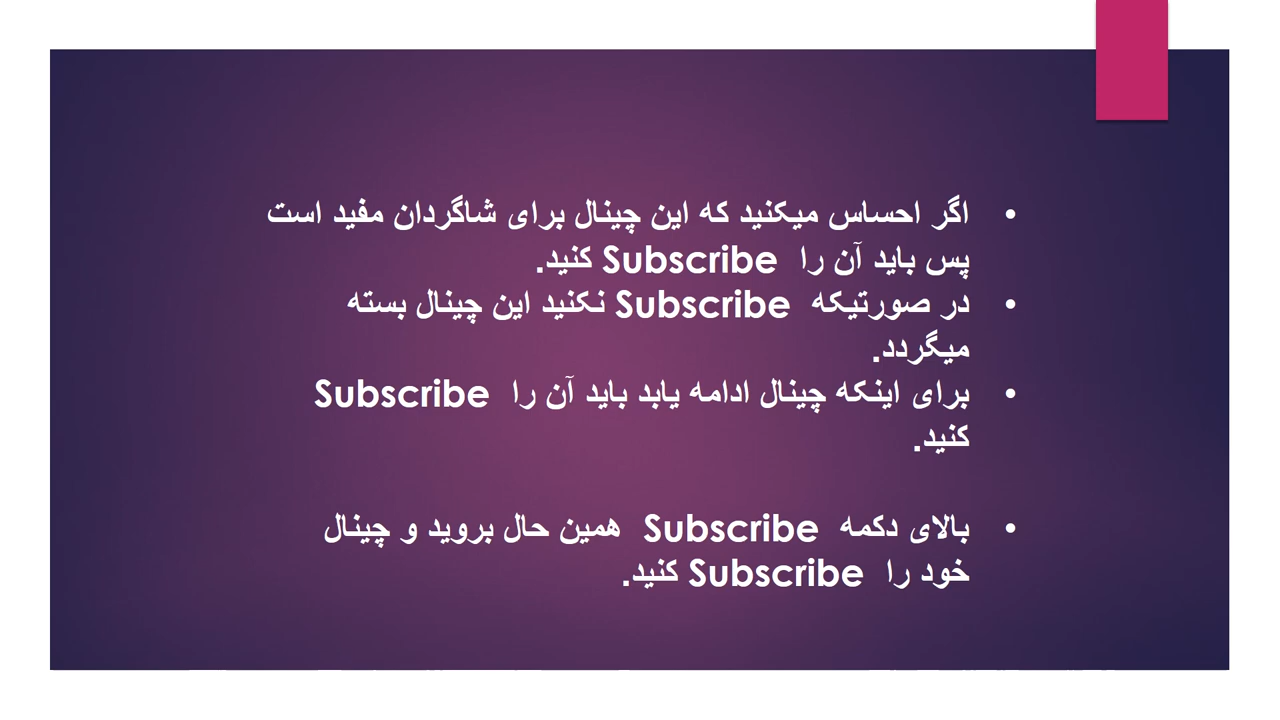 • اگر احساس میکنید که این چینال برای شاگردان مفید است
پس باید آن را Subscribe کنید.
• در صورتیکه Subscribe نکنید این چینال بسته
میگردد.
• برای اینکه چینال ادامه یابد باید آن را Subscribe
کنید.
• بالای دکمه Subscribe همین حال بروید و چینال
خود را Subscribe کنید.